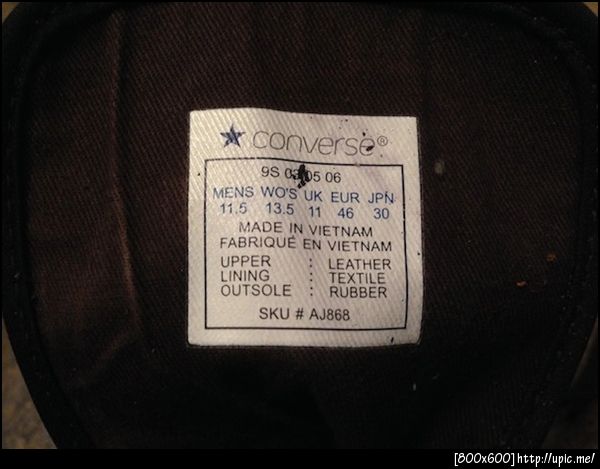 converse®
9S 05 06
MENS WO'S UK EUR JPN
11.5 13.5 11 46 30
MADE IN VIETNAM
FABRIQUÉ EN VIETNAM
UPPER : LEATHER
LINING : TEXTILE
OUTSOLE : RUBBER
SKU # AJ868
[800x600]http://upic.me/